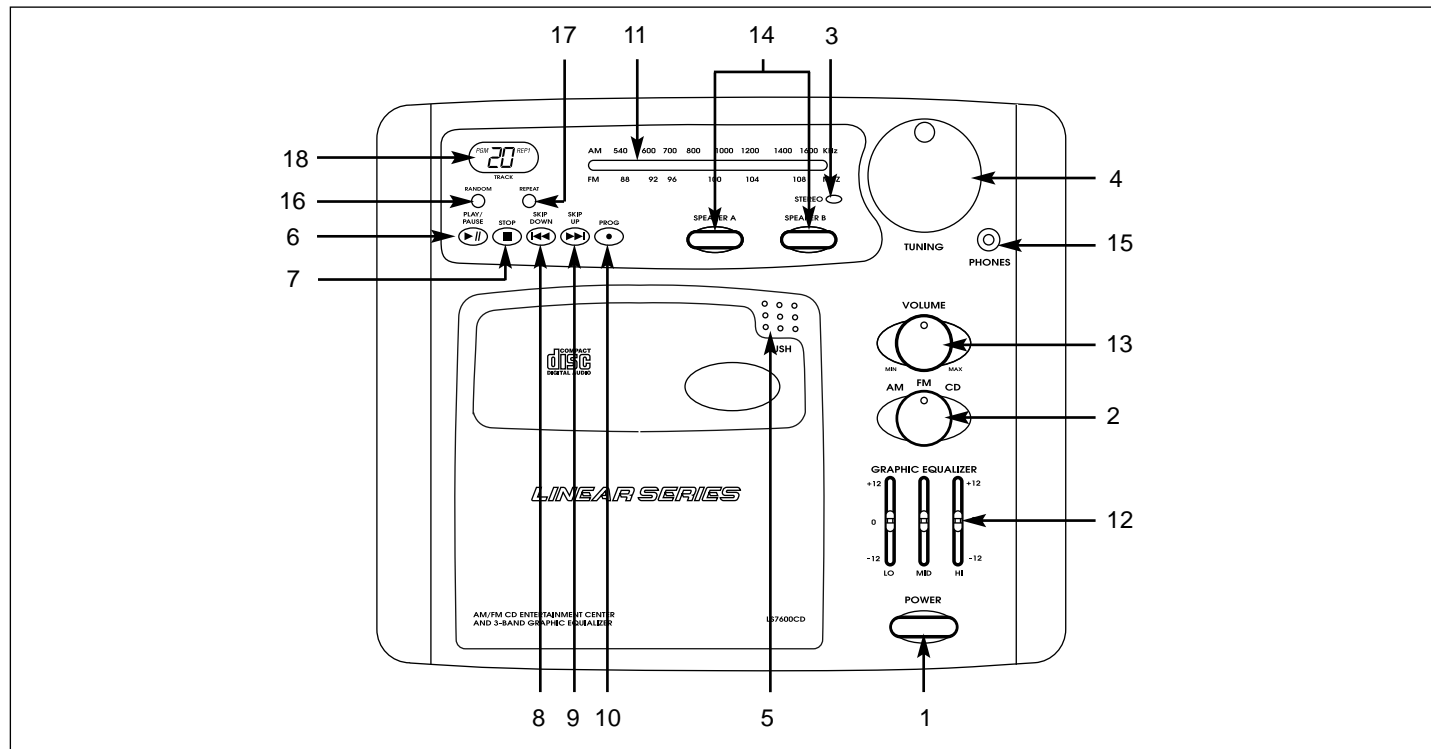 17 11 14 3
18
PGM 20 REP1
TRACK
AM 540 600 700 800 1000 1200 1400 1600 KHz
FM 88 92 96 100 104 108 MHZ
4
16
RANDOM REPEAT
STEREO
6
PLAY/PAUSE STOP SKIP DOWN SKIP UP PROG
SPEAKER A SPEAKER B
TUNING
15
PHONES
7
VOLUME
PUSH
13
COMPACT
disc
DIGITAL AUDIO
MIN MAX
AM FM CD
2
GRAPHIC EQUALIZER
+12 +12
LINEAR SERIES
0
12
-12 -12
LO MID HI
POWER
AM/FM CD ENTERTAINMENT CENTER
AND 3-BAND GRAPHIC EQUIALIZER
LS7600CD
8 9 10 5 1